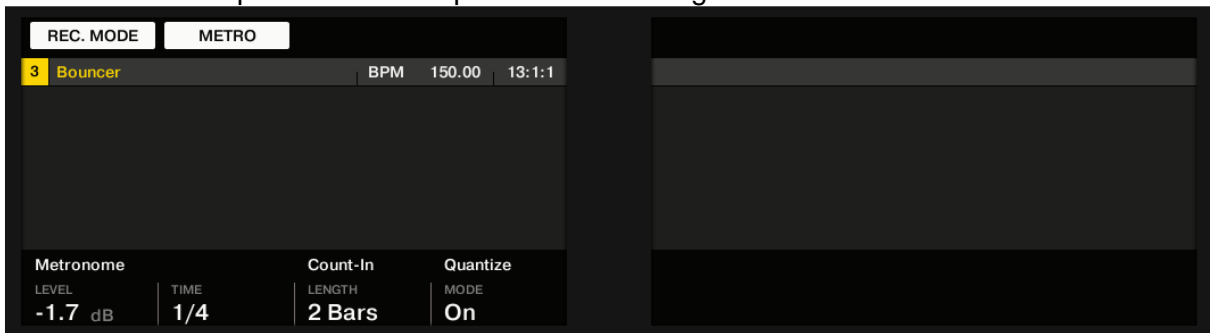 REC. MODE METRO
3 Bouncer BPM 150.00 13:1:1
Metronome Count-In Quantize
LEVEL TIME LENGTH MODE
-1.7 dB 1/4 2 Bars On